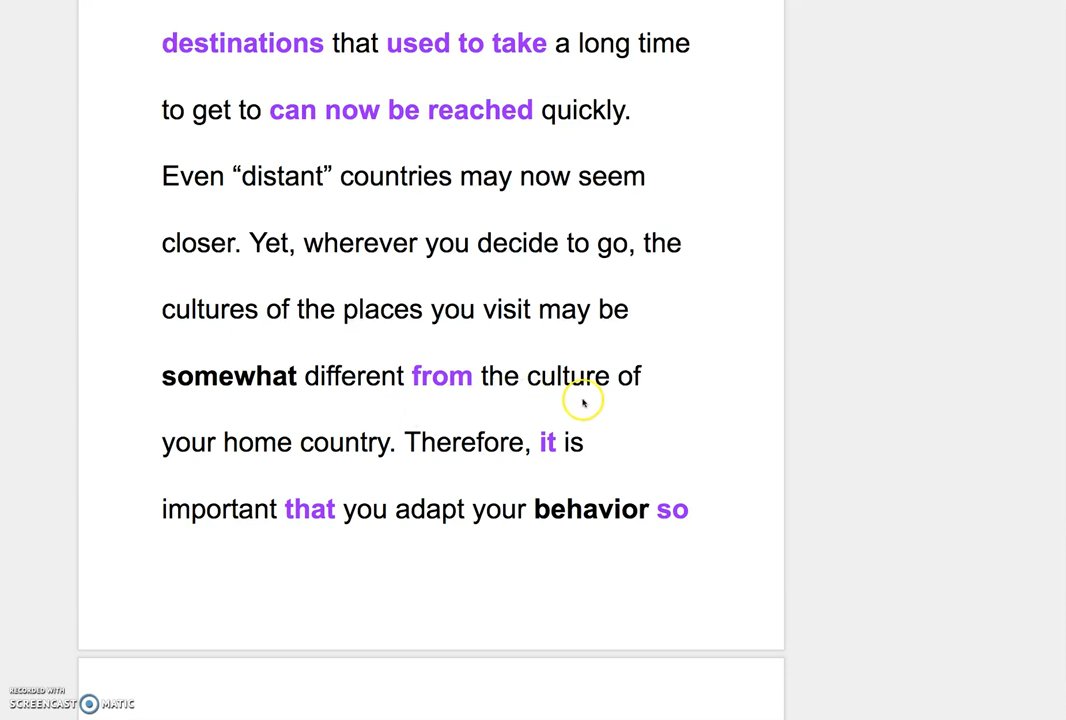 destinations that used to take a long time
to get to can now be reached quickly.
Even “distant” countries may now seem
closer. Yet, wherever you decide to go, the
cultures of the places you visit may be
somewhat different from the culture of
your home country. Therefore, it is
important that you adapt your behavior so
RECORDED WITH
SCREENCAST MATIC